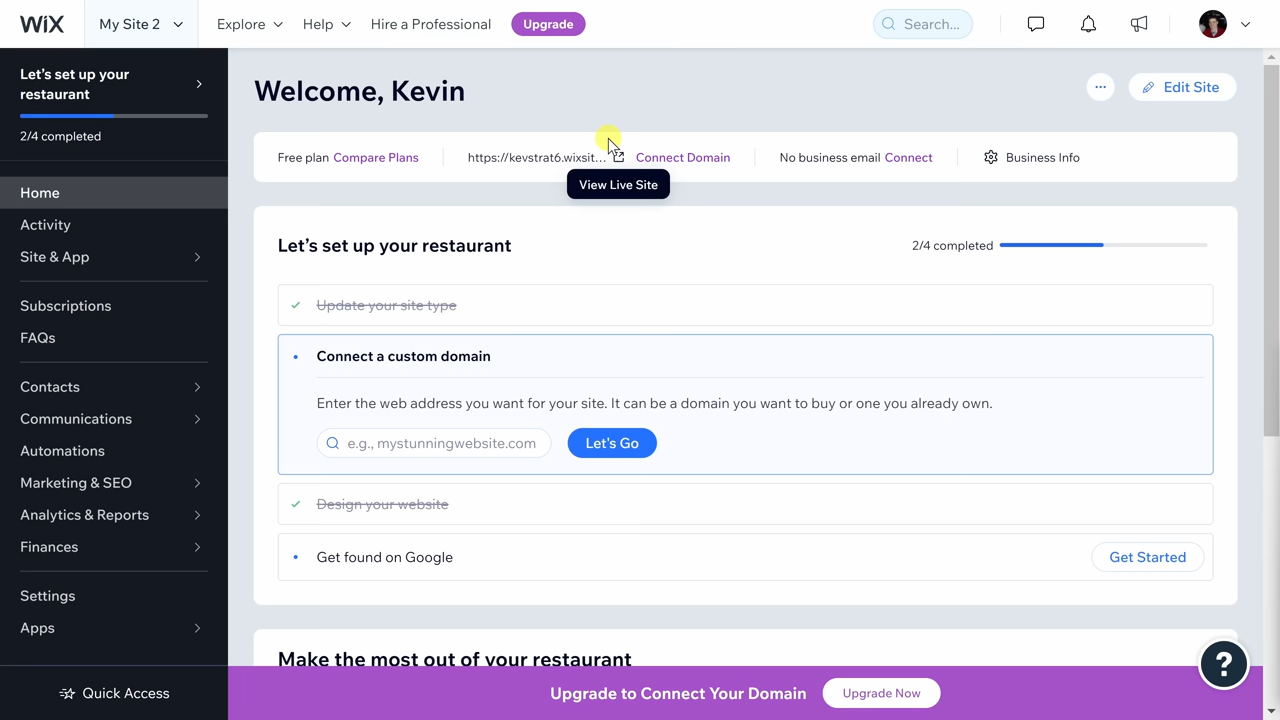 WiX
My Site 2
Explore
Help
Hire a Professional
Upgrade
Search...
Let's set up your
restaurant
2/4 completed
Home
Activity
Site & App
Subscriptions
FAQs
Contacts
Communications
Automations
Marketing & SEO
Analytics & Reports
Finances
Settings
Apps
Quick Access
Welcome, Kevin
Edit Site
Free plan Compare Plans
https://kevstrat6.wixsit... Connect Domain
No business email Connect
Business Info
View Live Site
Let's set up your restaurant
2/4 completed
Update your site type
Connect a custom domain
Enter the web address you want for your site. It can be a domain you want to buy or one you already own.
e.g., mystunningwebsite.com
Let's Go
Design your website
Get found on Google
Get Started
Make the most out of your restaurant
Upgrade to Connect Your Domain
Upgrade Now
?